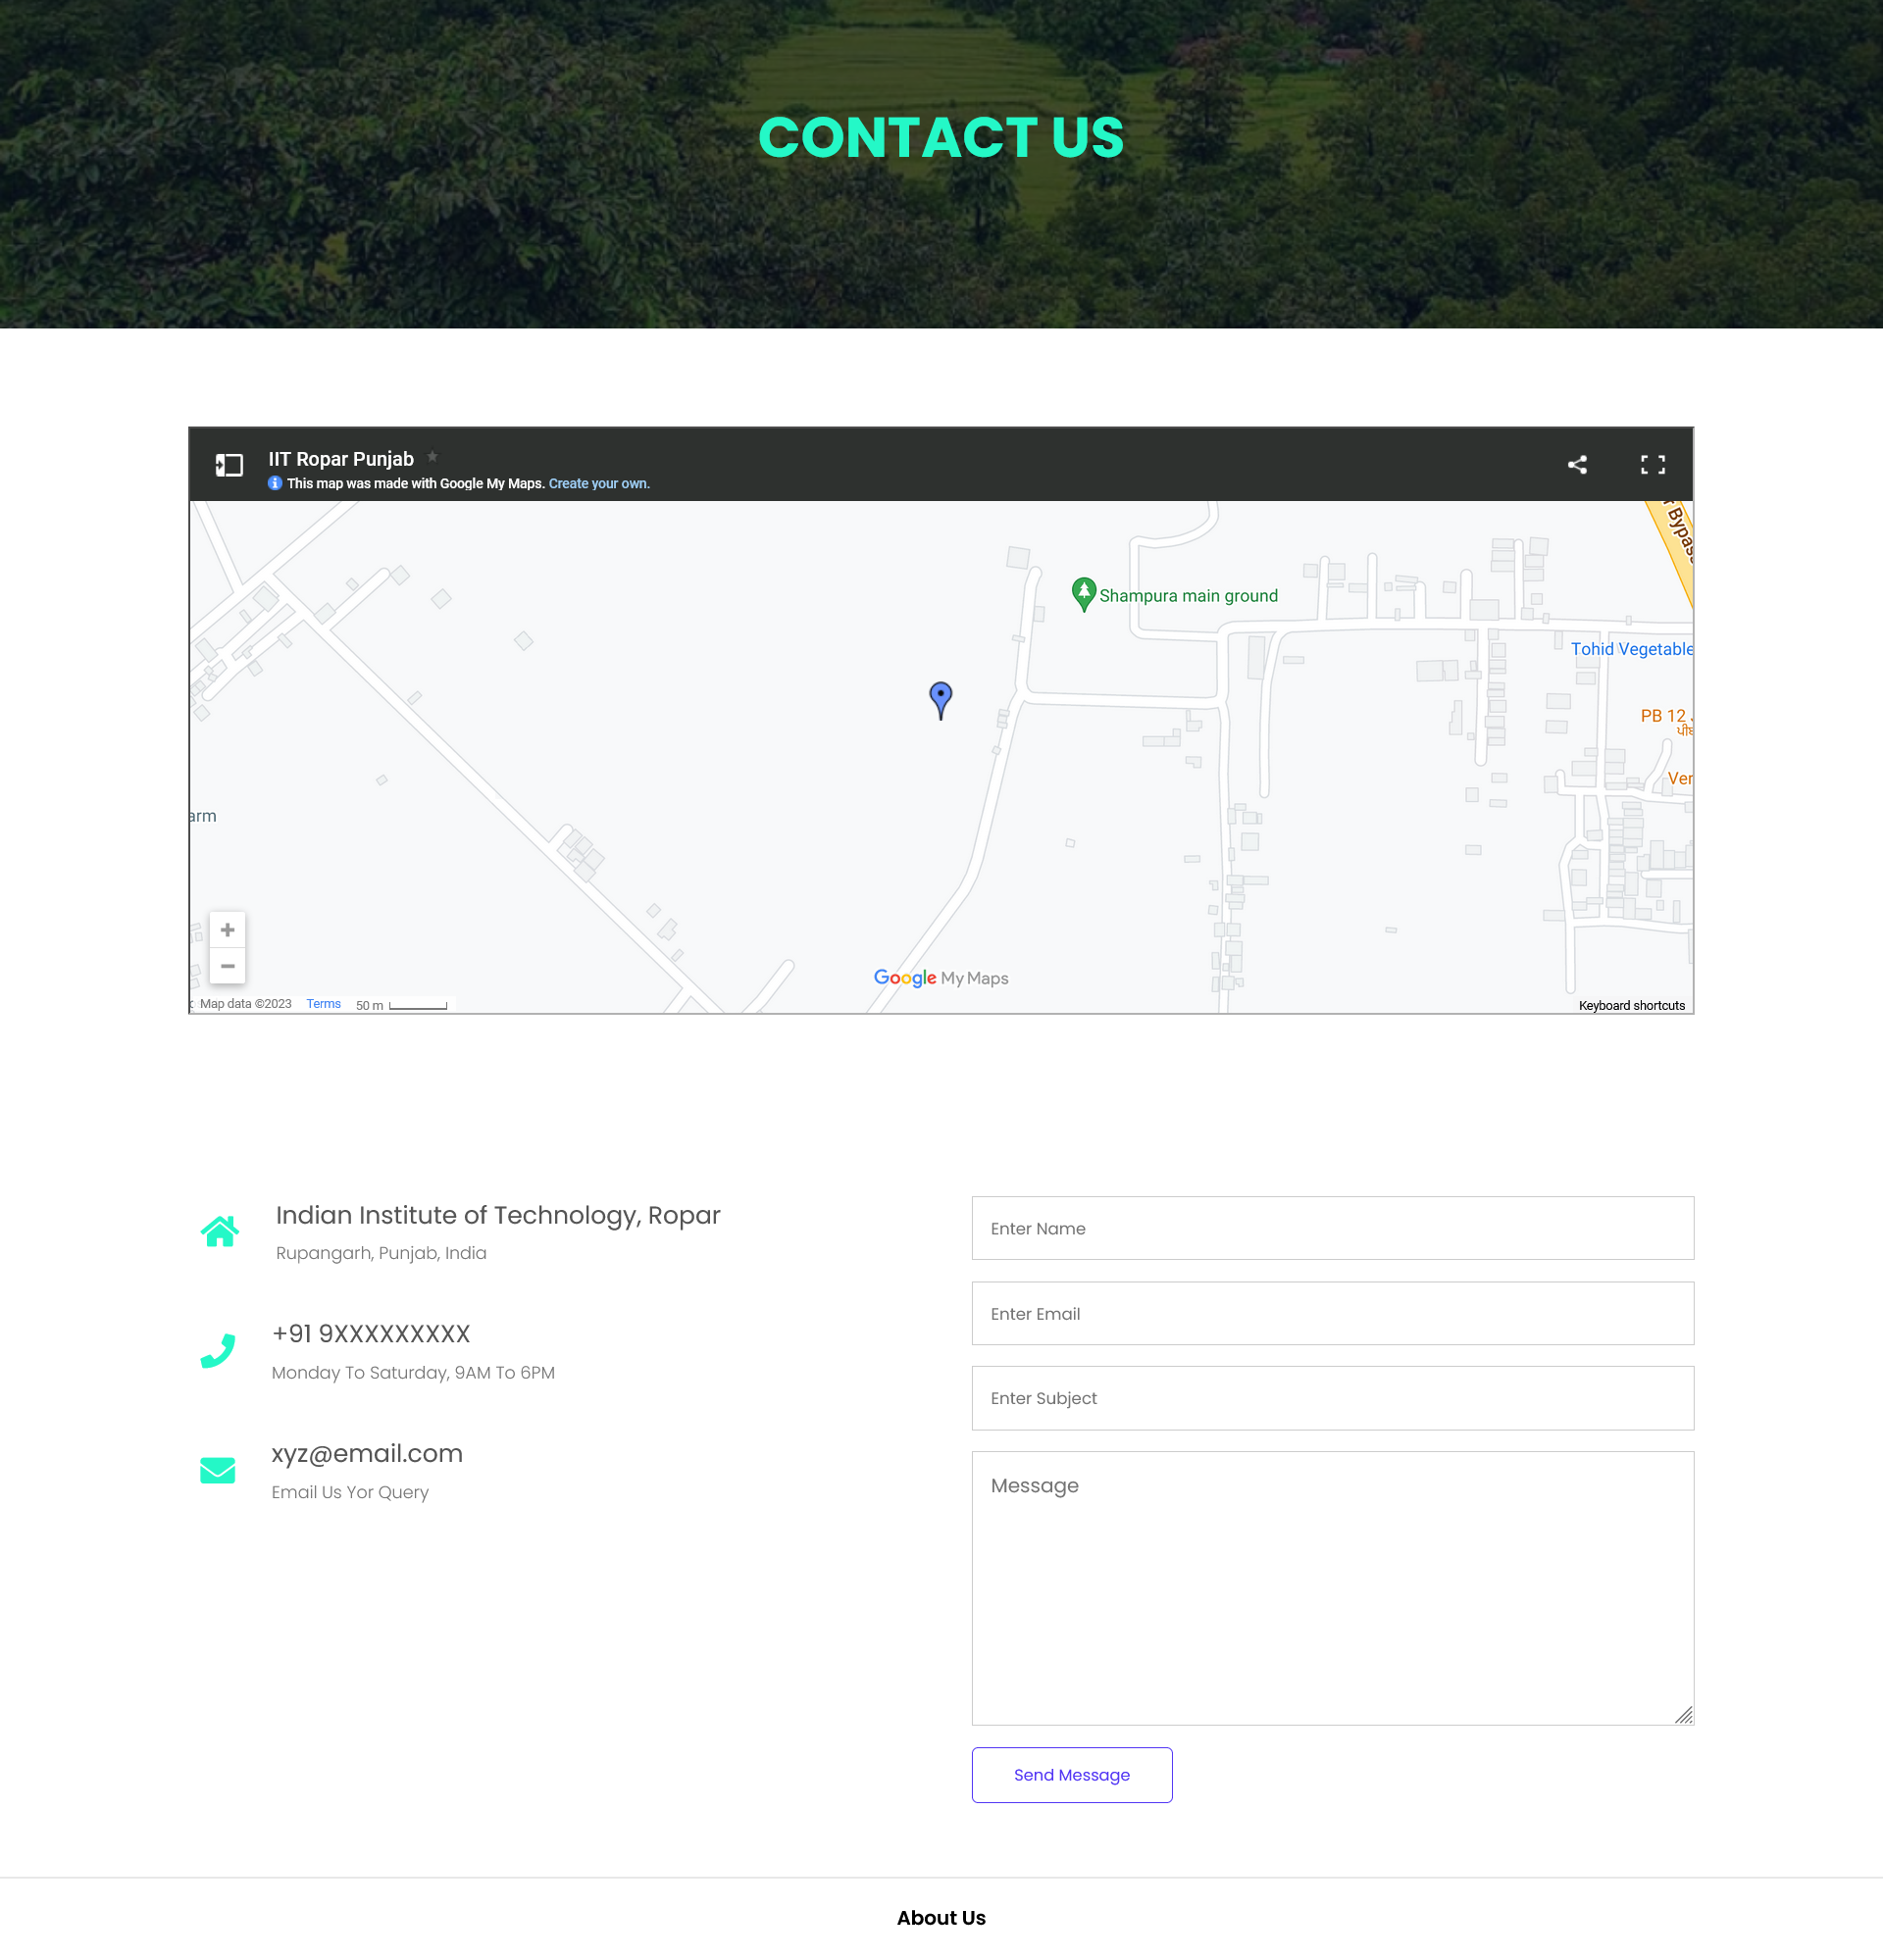 CONTACT US
IIT Ropar Punjab
This map was made with Google My Maps. Create your own.
Bypas
Shampura main ground
Tohid Vegetable
PB 12
Ver
arm
Google My Maps
Map data ©2023 Terms 50 m
Keyboard shortcuts
Indian Institute of Technology, Ropar
Rupangarh, Punjab, India
+91 9XXXXXXXXX
Monday To Saturday, 9AM To 6PM
xyz@email.com
Email Us Yor Query
Enter Name
Enter Email
Enter Subject
Message
Send Message
About Us